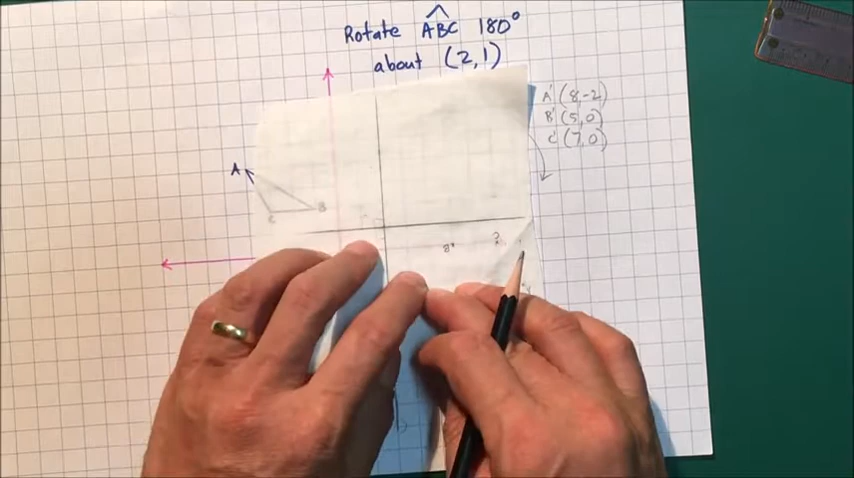 Rotate ABC 180°
about (2,1)
A' (8-2)
B' (5,0)
C' (7,0)
A
B
C
B'